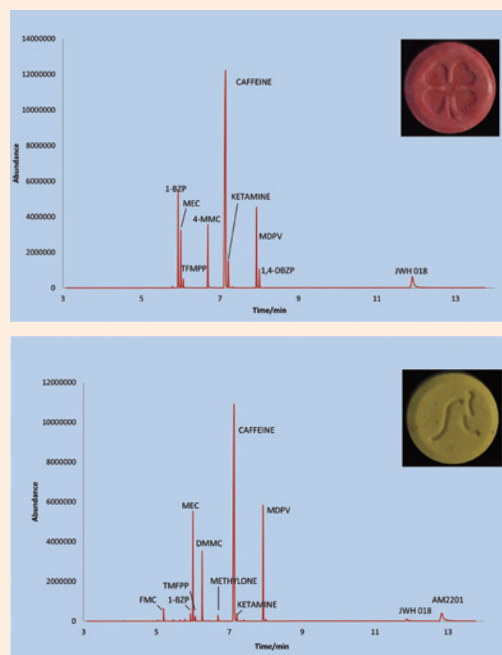 14000000
12000000
10000000
8000000
6000000
4000000
2000000
0
Abundance
CAFFEINE
1-BZP
MEC
4-MMC
KETAMINE
TFMPP
MDPV
1,4-DBZP
JWH 018
3
5
7
9
11
13
Time/min
12000000
10000000
8000000
6000000
4000000
2000000
0
Abundance
CAFFEINE
MEC
MDPV
DMMC
TMFPP
1-BZP
FMC
METHYLONE
KETAMINE
JWH 018
AM2201
3
5
7
9
11
13
Time/min